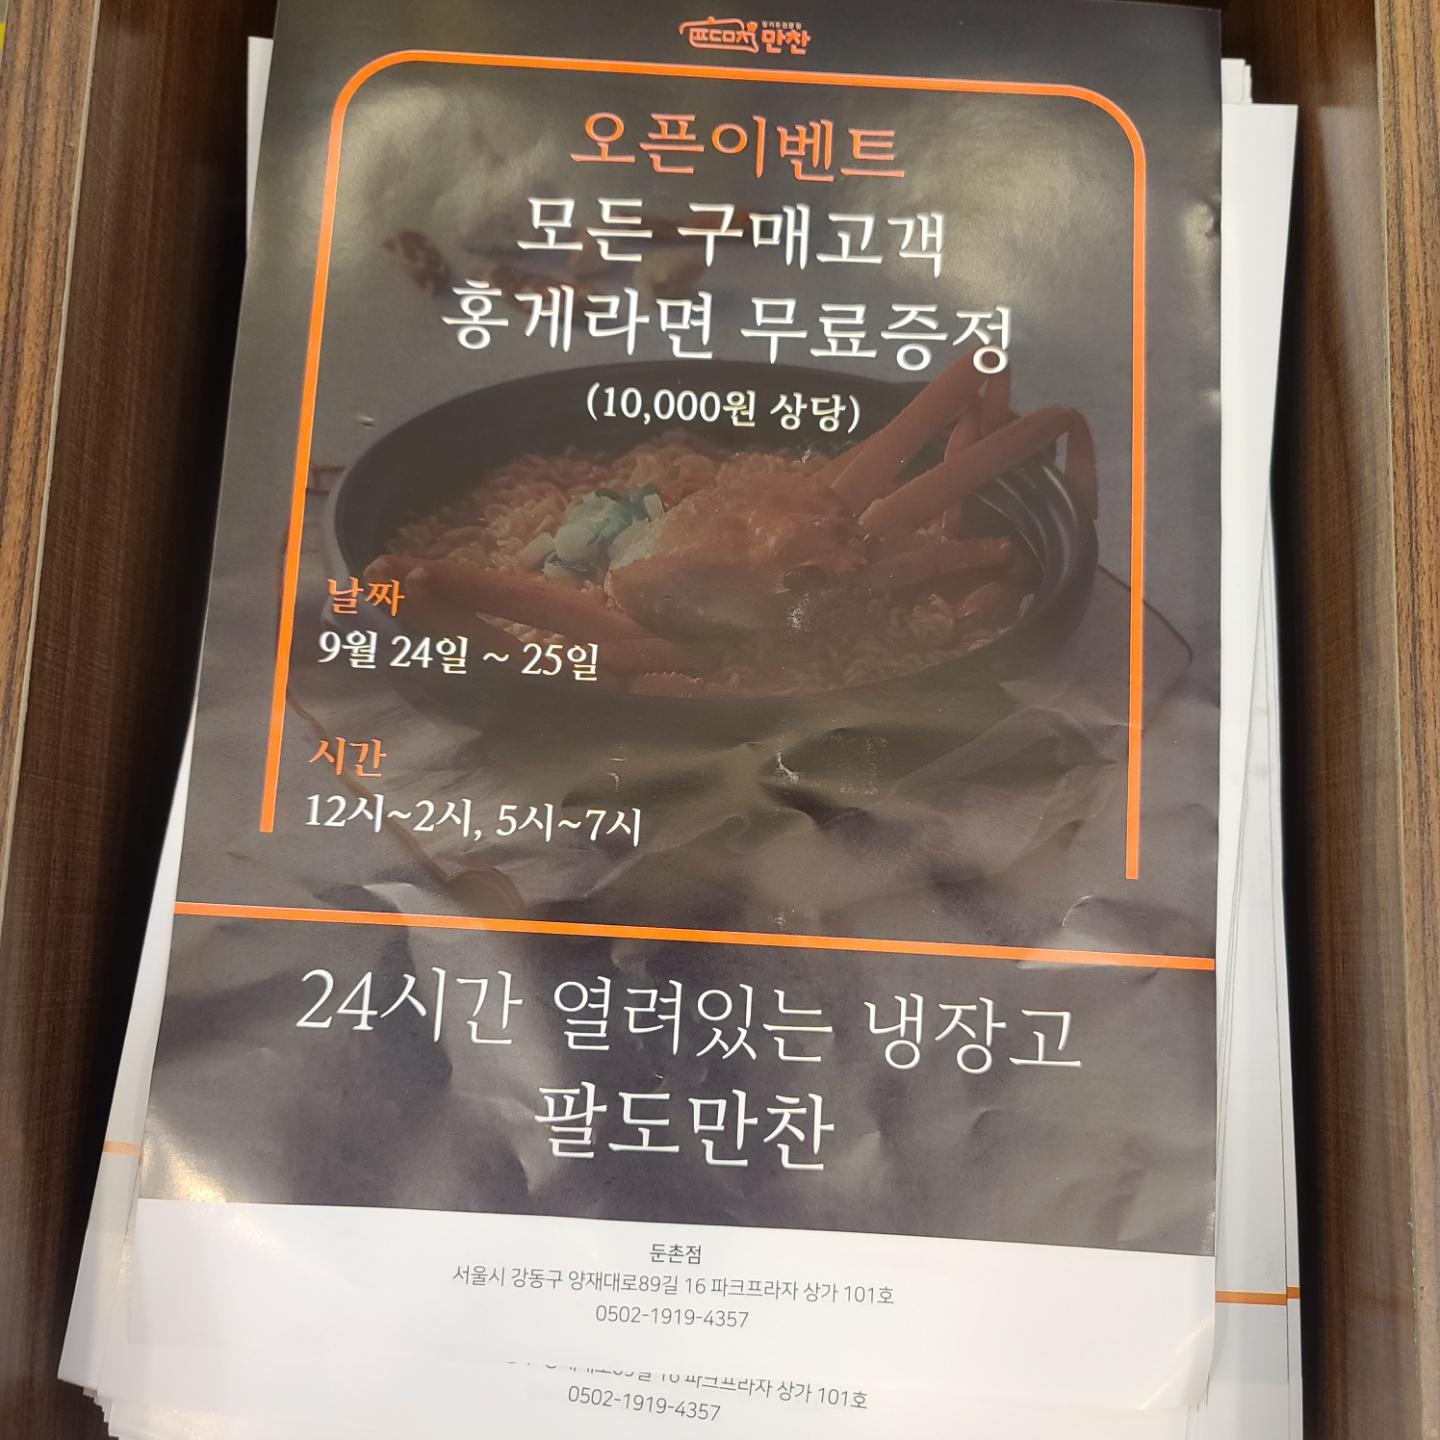 만찬
오픈이벤트
모든 구매고객
홍게라면 무료증정
(10,000원 상당)
날짜
9월 24일 ~ 25일
시간
12시~2시, 5시~7시
24시간 열려있는 냉장고
팔도만찬
둔촌점
서울시 강동구 양재대로89길 16 파크프라자 상가 101호
0502-1919-4357
16 파크프라자 상가 101호
0502-1919-4357